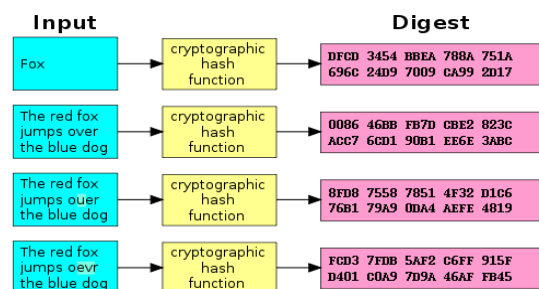 Input
Digest
Fox
cryptographic
hash
function
DFCD 3454 BBEA 788A 751A
696C 24D9 7009 CA99 2D17
The red fox
jumps over
the blue dog
cryptographic
hash
function
0086 46BB FB7D CBE2 823C
ACC7 6CD1 90B1 EE6E 3ABC
The red fox
jumps ouer
the blue dog
cryptographic
hash
function
8FD8 7558 7851 4F32 D1C6
76B1 79A9 0DA4 AEFE 4819
The red fox
jumps oevr
the blue dog
cryptographic
hash
function
FCD3 7FDB 5AF2 C6FF 915F
D401 C0A9 7D9A 46AF FB45